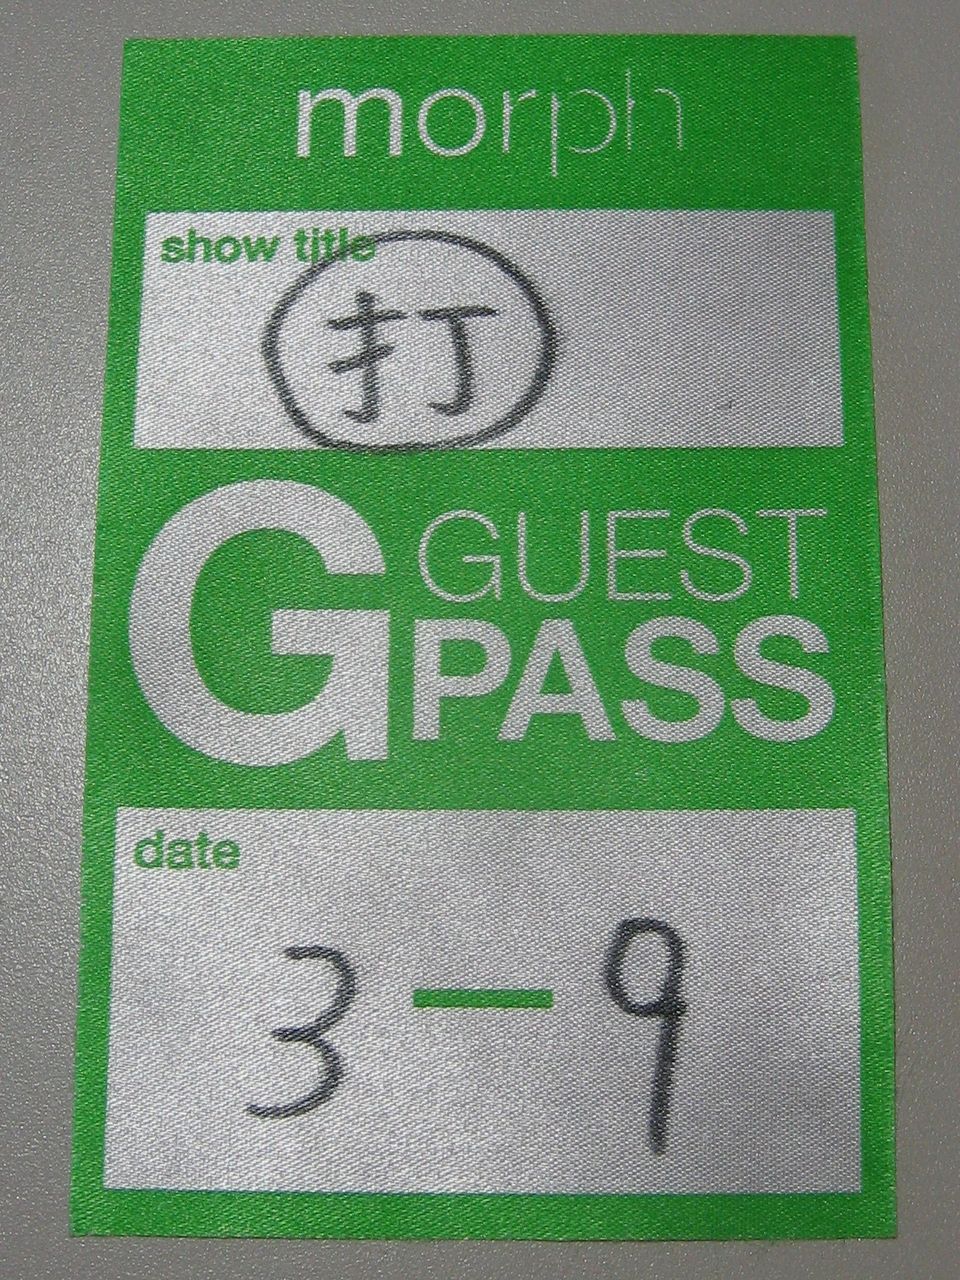 morph
show title
打
G GUEST
PASS
date
3 — 9